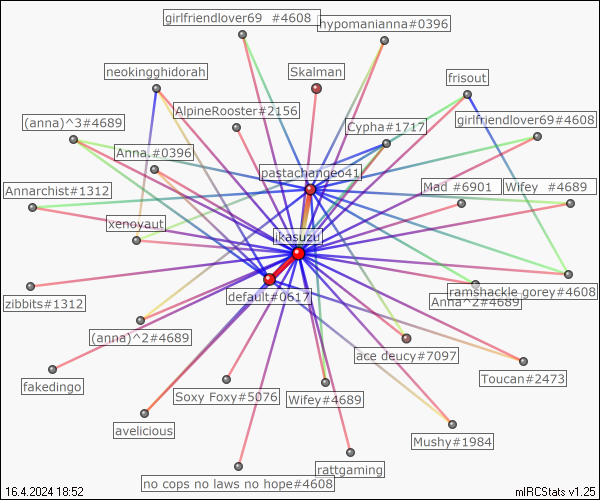 girlfriendlover69 #4608
hypomanianna#0396
neokingghidorah
Skalman
frisout
AlpineRooster#2156
(anna)^3#4689
Cypha#1717
girlfriendlover69#4608
Anna.#0396
pastachangeo41
Annarchist#1312
Mad #6901
Wifey #4689
xenoyaut
ikasuzu
zibbits#1312
default#0617
Anna^2#4689
ramshackle gorey#4608
(anna)^2#4689
ace deucy#7097
fakedingo
Soxy Foxy#5076
Wifey#4689
Toucan#2473
avelicious
Mushy#1984
rattgaming
no cops no laws no hope#4608
16.4.2024 18:52
mIRCStats v1.25